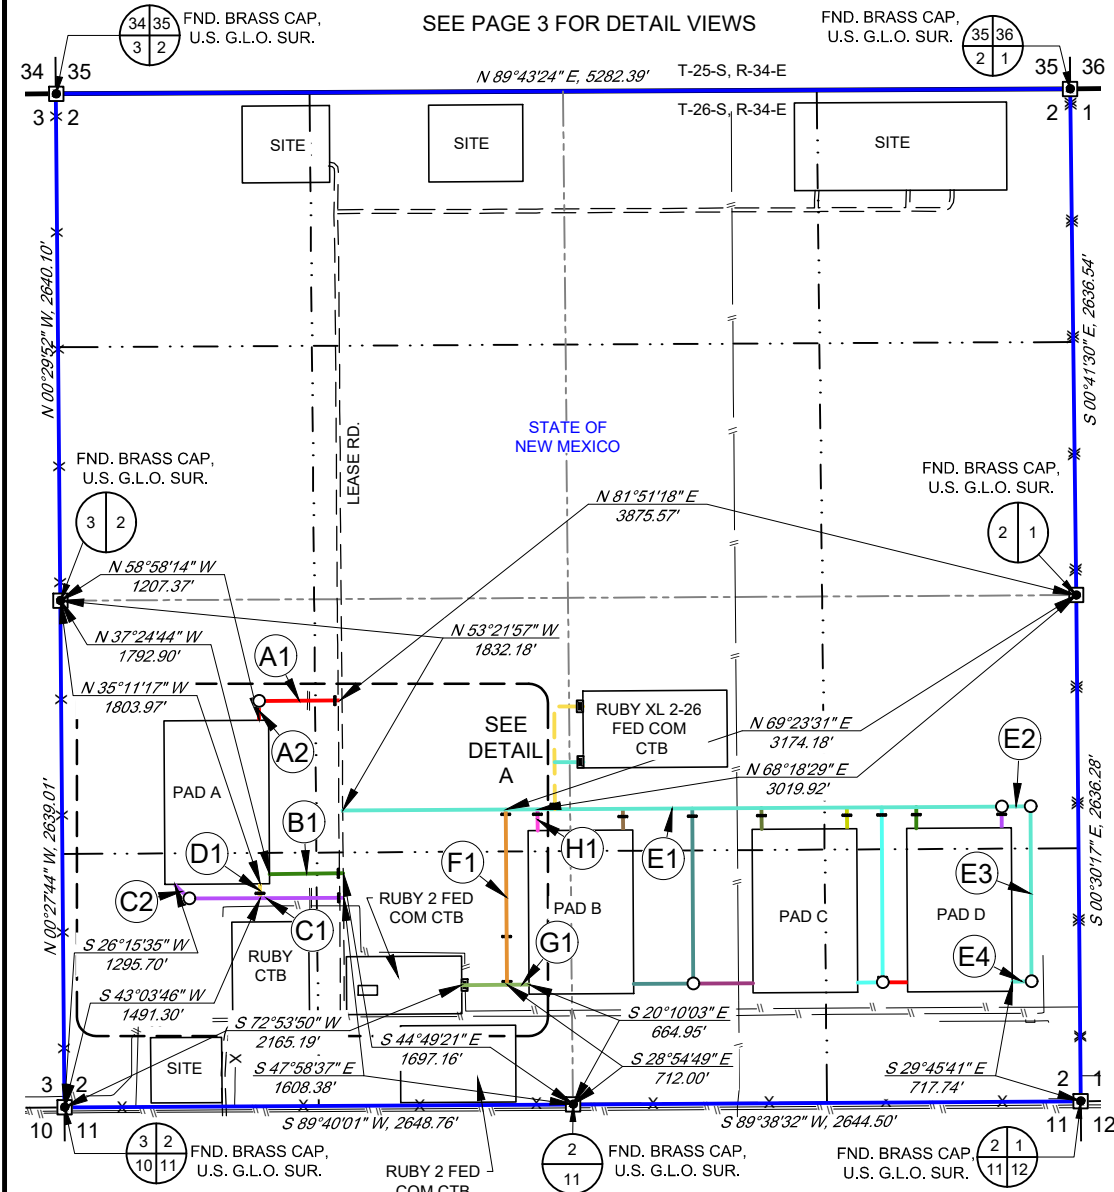 SEE PAGE 3 FOR DETAIL VIEWS
34 35
3 2
FND. BRASS CAP,
U.S. G.L.O. SUR.
FND. BRASS CAP,
U.S. G.L.O. SUR.
35 36
2 1
34 35
3 2
N 89°43'24" E, 5282.39'
T-25-S, R-34-E
T-26-S, R-34-E
35 36
2 1
SITE
SITE
SITE
N 00°29'52" W, 2640.10'
S 00°41'30" E, 2636.54'
LEASE RD.
STATE OF
NEW MEXICO
FND. BRASS CAP,
U.S. G.L.O. SUR.
3 2
FND. BRASS CAP,
U.S. G.L.O. SUR.
2 1
N 81°51'18" E
3875.57'
N 58°58'14" W
1207.37'
N 53°21'57" W
1832.18'
N 37°24'44" W
1792.90'
N 35°11'17" W
1803.97'
A1
A2
SEE
DETAIL
A
RUBY XL 2-26
FED COM
CTB
N 69°23'31" E
3174.18'
N 68°18'29" E
3019.92'
E2
PAD A
B1
D1
C2
C1
F1
H1
E1
E3
E4
G1
PAD B
PAD C
PAD D
RUBY 2 FED
COM CTB
RUBY
CTB
N 00°27'44" W, 2639.01'
S 00°30'17" E, 2636.28'
S 26°15'35" W
1295.70'
S 43°03'46" W
1491.30'
S 72°53'50" W
2165.19'
S 44°49'21" E
1697.16'
S 20°10'03" E
664.95'
S 28°54'49" E
712.00'
S 29°45'41" E
717.74'
S 47°58'37" E
1608.38'
SITE
3 2
10 11
2 1
11 12
S 89°40'01" W, 2648.76'
S 89°38'32" W, 2644.50'
3 2
10 11
FND. BRASS CAP,
U.S. G.L.O. SUR.
2
11
FND. BRASS CAP,
U.S. G.L.O. SUR.
FND. BRASS CAP,
U.S. G.L.O. SUR.
2 1
11 12
RUBY 2 FED
COM CTB